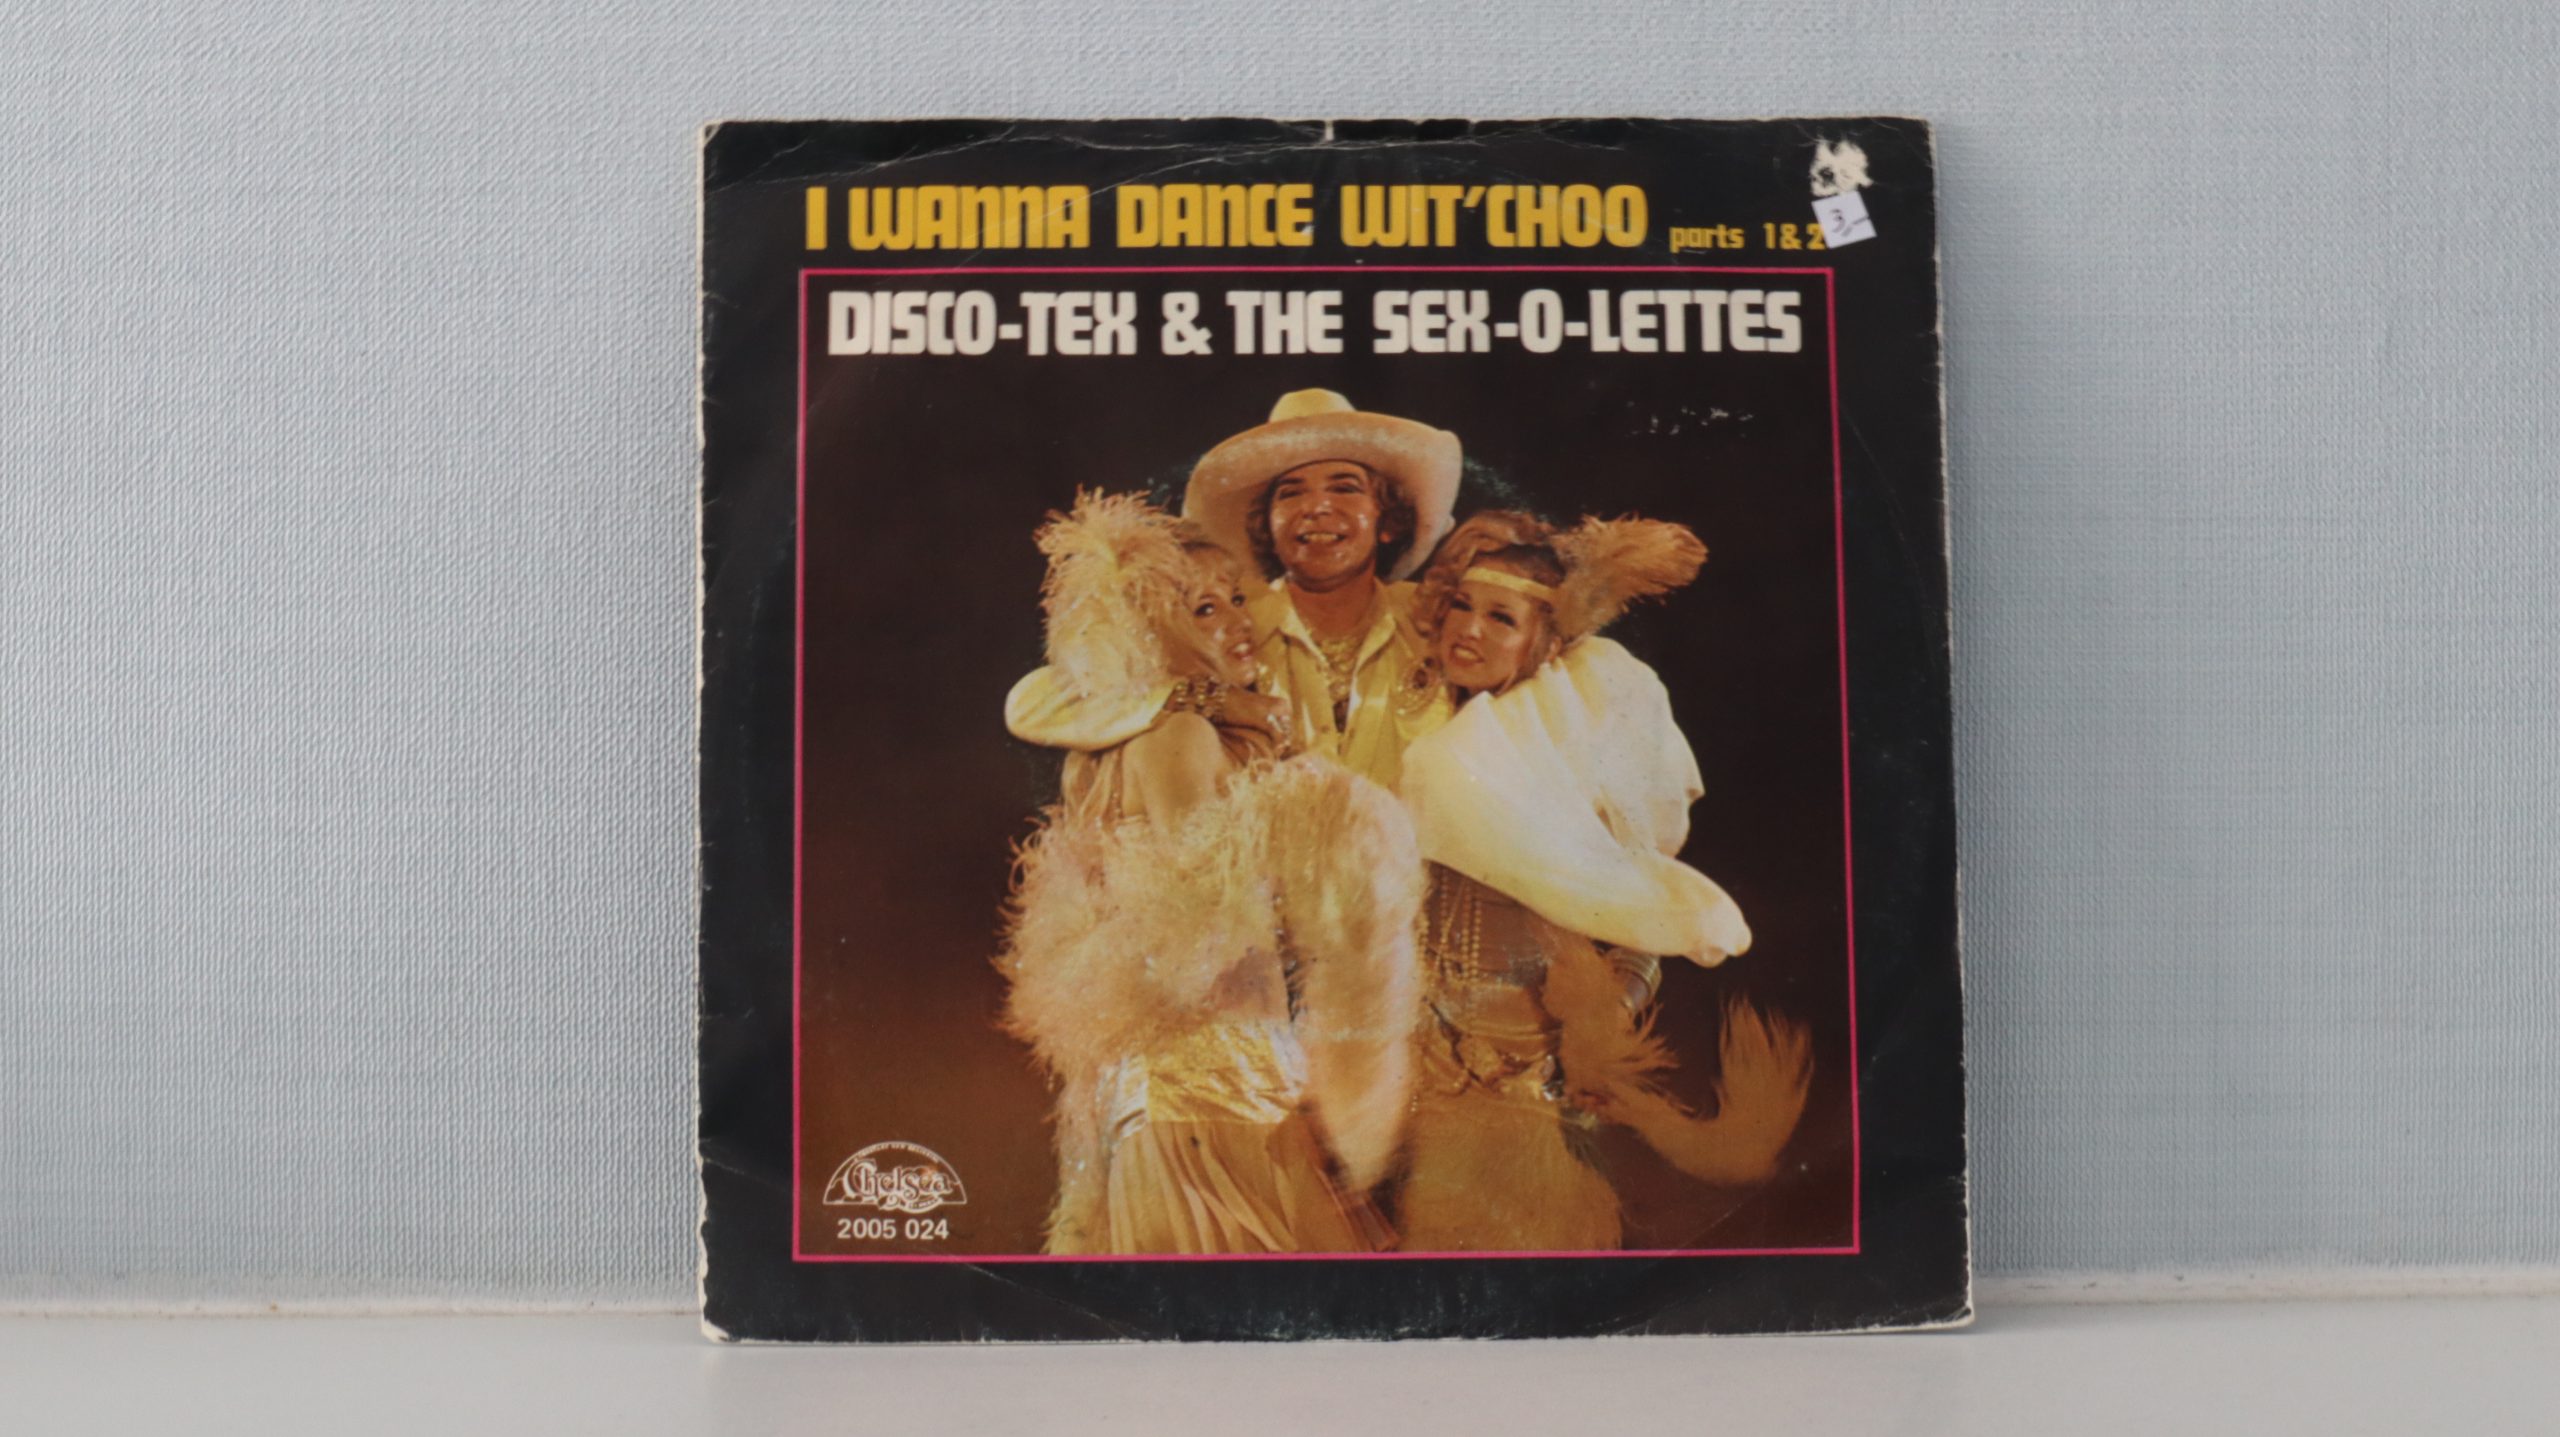 I WANNA DANCE WIT'CHOO parts 1 & 2
3,-
DISCO-TEX & THE SEX-O-LETTES
Chelsea
2005 024